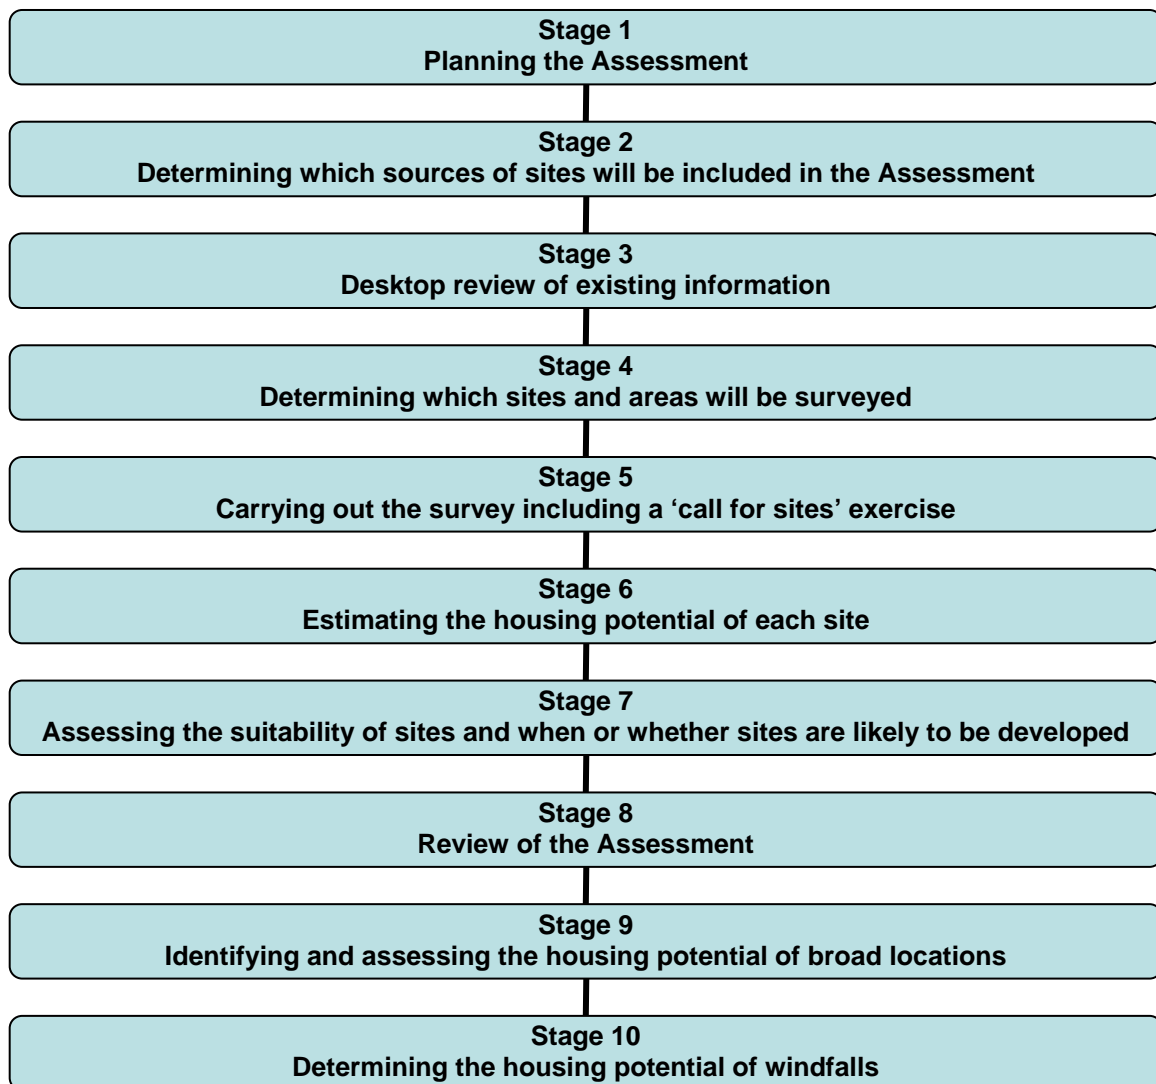 Stage 1
Planning the Assessment
Stage 2
Determining which sources of sites will be included in the Assessment
Stage 3
Desktop review of existing information
Stage 4
Determining which sites and areas will be surveyed
Stage 5
Carrying out the survey including a ‘call for sites’ exercise
Stage 6
Estimating the housing potential of each site
Stage 7
Assessing the suitability of sites and when or whether sites are likely to be developed
Stage 8
Review of the Assessment
Stage 9
Identifying and assessing the housing potential of broad locations
Stage 10
Determining the housing potential of windfalls